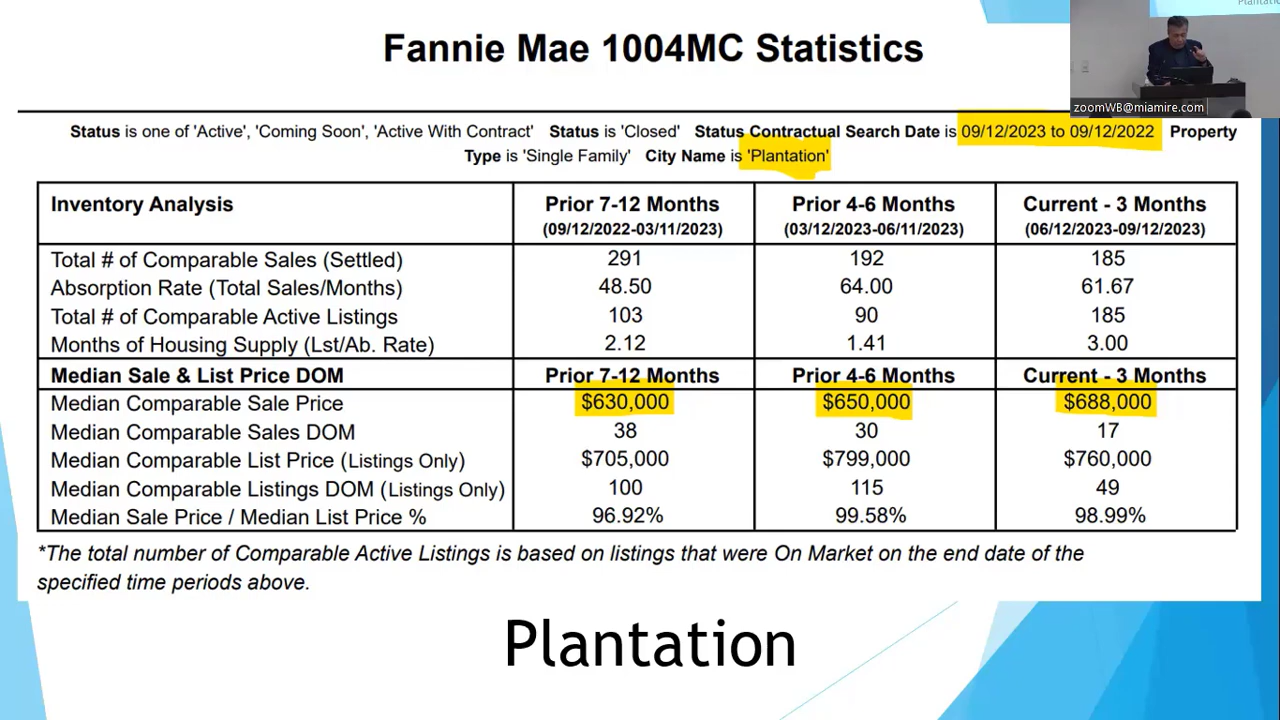 Plantation
Fannie Mae 1004MC Statistics
zoomWB@miamire.com
Status is one of 'Active', 'Coming Soon', 'Active With Contract' Status is 'Closed' Status Contractual Search Date is 09/12/2023 to 09/12/2022 Property
Type is 'Single Family' City Name is 'Plantation'
Inventory Analysis Prior 7-12 Months Prior 4-6 Months Current - 3 Months
(09/12/2022-03/11/2023) (03/12/2023-06/11/2023) (06/12/2023-09/12/2023)
Total # of Comparable Sales (Settled) 291 192 185
Absorption Rate (Total Sales/Months) 48.50 64.00 61.67
Total # of Comparable Active Listings 103 90 185
Months of Housing Supply (Lst/Ab. Rate) 2.12 1.41 3.00
Median Sale & List Price DOM Prior 7-12 Months Prior 4-6 Months Current - 3 Months
Median Comparable Sale Price $630,000 $650,000 $688,000
Median Comparable Sales DOM 38 30 17
Median Comparable List Price (Listings Only) $705,000 $799,000 $760,000
Median Comparable Listings DOM (Listings Only) 100 115 49
Median Sale Price / Median List Price % 96.92% 99.58% 98.99%
*The total number of Comparable Active Listings is based on listings that were On Market on the end date of the
specified time periods above.
Plantation